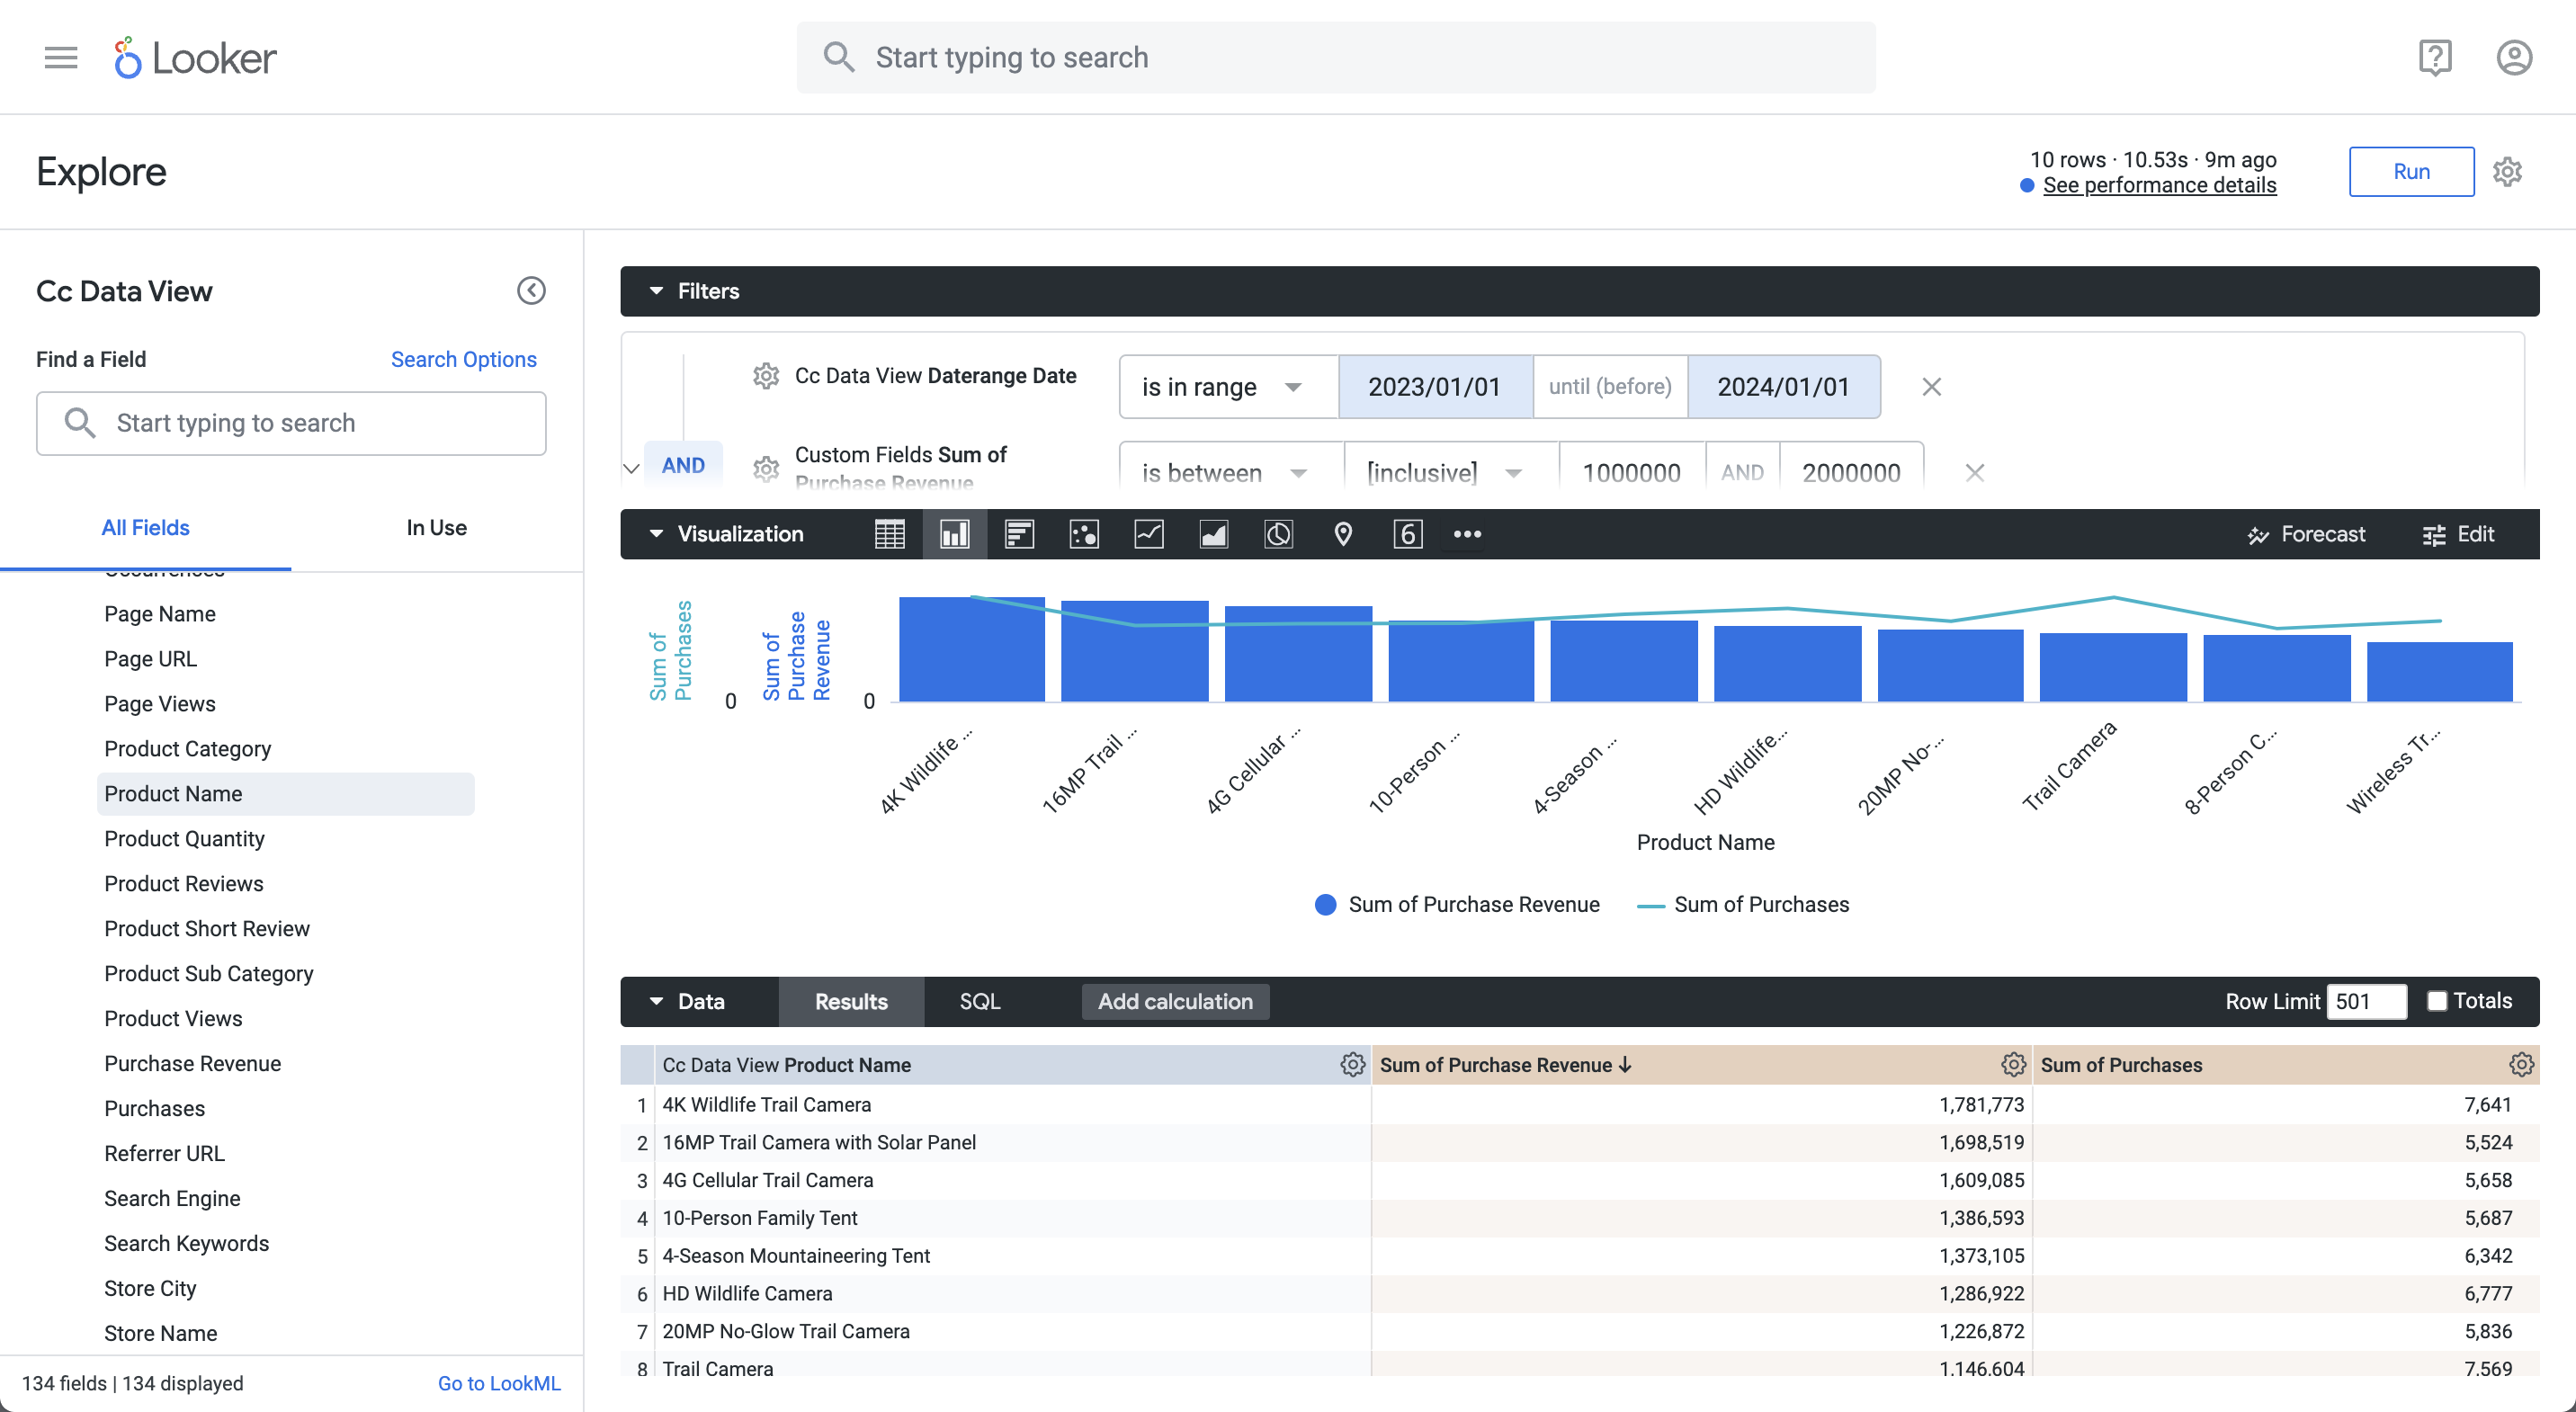 Looker
Start typing to search
Explore
10 rows · 10.53s · 9m ago
See performance details
Run
Cc Data View
Find a Field
Search Options
Start typing to search
All Fields
In Use
Occurrences
Page Name
Page URL
Page Views
Product Category
Product Name
Product Quantity
Product Reviews
Product Short Review
Product Sub Category
Product Views
Purchase Revenue
Purchases
Referrer URL
Search Engine
Search Keywords
Store City
Store Name
134 fields | 134 displayed
Go to LookML
Filters
Cc Data View Daterange Date
is in range
2023/01/01
until (before)
2024/01/01
AND
Custom Fields Sum of
Purchase Revenue
is between
[inclusive]
1000000
AND
2000000
Visualization
6
Forecast
Edit
Sum of
Purchases
0
Sum of
Purchase
Revenue
0
4K Wildlife ...
16MP Trail ...
4G Cellular ...
10-Person ...
4-Season ...
HD Wildlife...
20MP No-...
Trail Camera
8-Person C...
Wireless Tr...
Product Name
Sum of Purchase Revenue
Sum of Purchases
Data
Results
SQL
Add calculation
Row Limit 501
Totals
Cc Data View Product Name
Sum of Purchase Revenue ↓
Sum of Purchases
1 4K Wildlife Trail Camera 1,781,773 7,641
2 16MP Trail Camera with Solar Panel 1,698,519 5,524
3 4G Cellular Trail Camera 1,609,085 5,658
4 10-Person Family Tent 1,386,593 5,687
5 4-Season Mountaineering Tent 1,373,105 6,342
6 HD Wildlife Camera 1,286,922 6,777
7 20MP No-Glow Trail Camera 1,226,872 5,836
8 Trail Camera 1,146,604 7,569